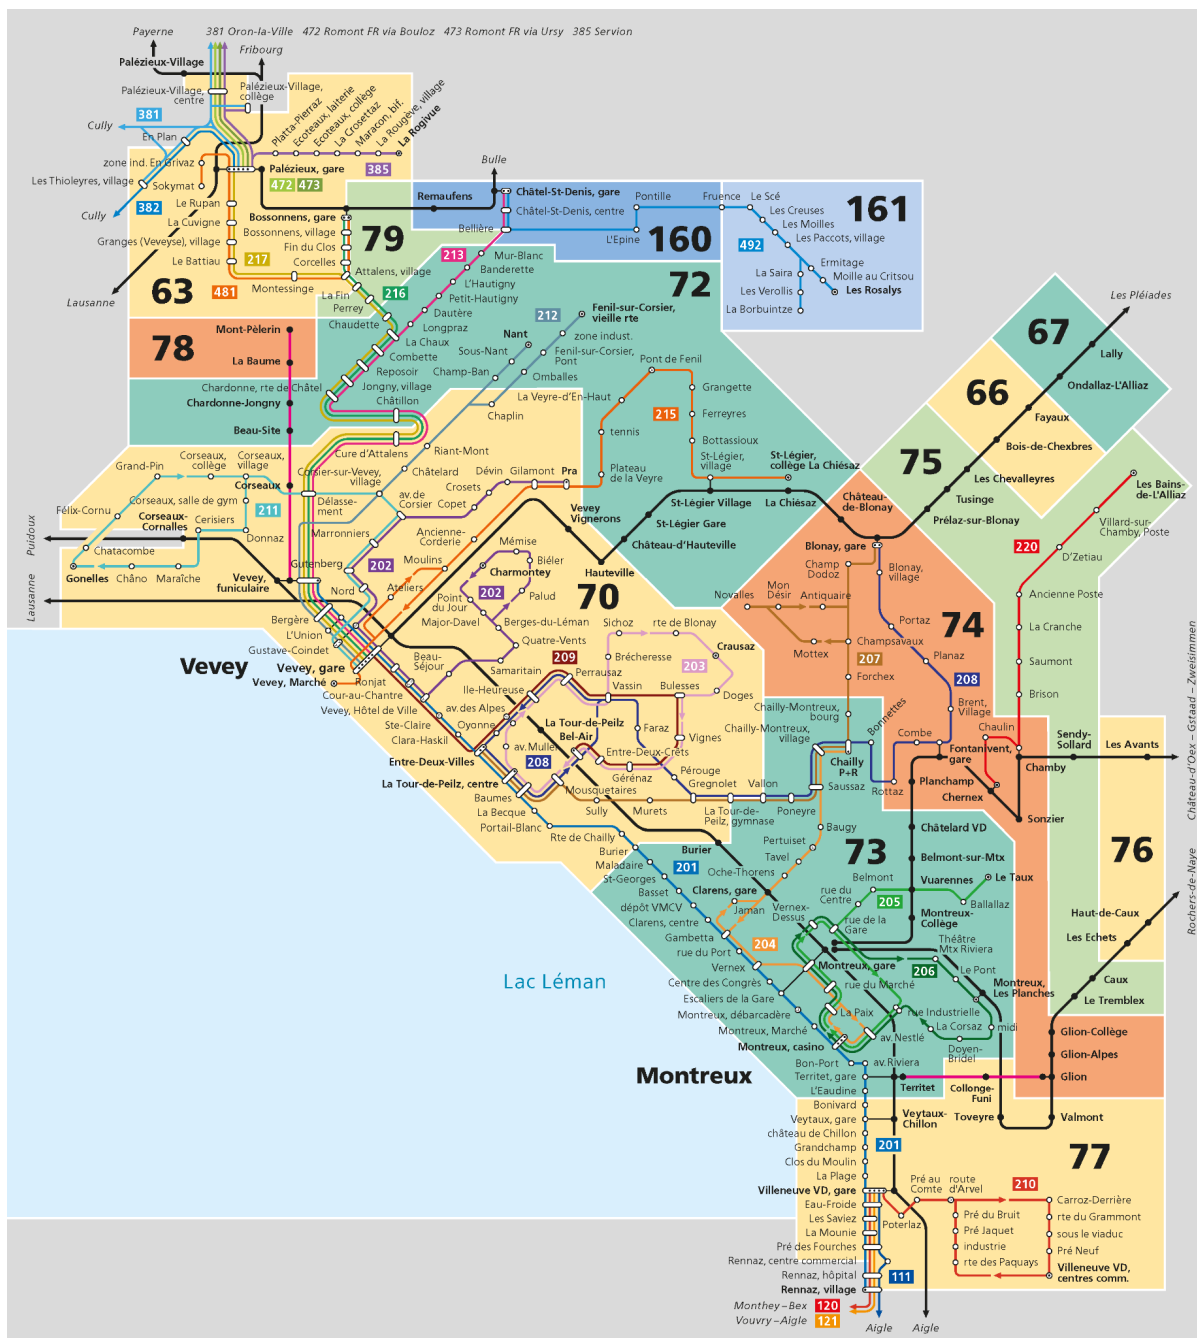 Payerne
381 Oron-la-Ville 472 Romont FR via Bouloz 473 Romont FR via Ursy 385 Servion
Fribourg
Palézieux-Village
Palézieux-Village,
centre
Palézieux-Village,
collège
381
Cully
En Plan
Platta-Pierraz
Ecoteaux, laiterie
Ecoteaux, collège
La Crosettaz
Maracon, bif.
La Rougève, village
La Rogivue
zone ind. En Grivaz
Palézieux, gare
385
Les Thioleyres, village
Sokymat
472
473
382
Cully
Le Rupan
La Cuvigne
Granges (Veveyse), village
Le Battiau
217
63
481
Montessinge
Lausanne
Bulle
Remaufens
Châtel-St-Denis, gare
Châtel-St-Denis, centre
Bellière
Pontille
L'Epine
160
Fruence
Le Scé
Les Creuses
Les Moilles
Les Paccots, village
161
492
Ermitage
La Saira
Moille au Critsou
Les Verollis
Les Rosalys
La Borbuintze
Bossonnens, gare
Bossonnens, village
Fin du Clos
Corcelles
79
Attalens, village
213
216
La Fin
Perrey
Chaudette
Mur-Blanc
Banderette
L'Hautigny
Petit-Hautigny
Dautère
Longpraz
La Chaux
Combette
Reposoir
Jongny, village
Châtillon
Chardonne, rte de Châtel
72
78
Mont-Pèlerin
La Baume
Chardonne-Jongny
Beau-Site
212
Fenil-sur-Corsier,
vieille rte
Nant
zone indust.
Sous-Nant
Fenil-sur-Corsier,
Pont
Champ-Ban
Omballes
Chaplin
La Veyre-d'En-Haut
Pont de Fenil
Grangette
215
Ferreyres
tennis
Bottassioux
Plateau
de la Veyre
St-Légier,
village
St-Légier,
collège
La Chiésaz
St-Légier Village
La Chiésaz
St-Légier Gare
Château-d'Hauteville
Hauteville
Vevey
Vignerons
67
66
75
Les Pléiades
Lally
Ondallaz-L'Alliaz
Fayaux
Bois-de-Chexbres
Les Chevalleyres
Tusinge
Prélaz-sur-Blonay
Château-
de-Blonay
Les Bains-
de-L'Alliaz
Villard-sur-
Chamby, Poste
220
D'Zetiau
Ancienne Poste
La Cranche
Saumont
Brison
Grand-Pin
Corseaux,
collège
Corseaux,
village
Corseaux
Corseaux, salle de gym
211
Félix-Cornu
Corseaux-
Cornalles
Cerisiers
Donnaz
Chatacombe
Gonelles
Châno
Maraîche
Puidoux
Lausanne
Vevey,
funiculaire
Cure d'Attalens
Corsier-sur-Vevey,
village
Délasse-
ment
Marronniers
Gutenberg
Riant-Mont
Châtelard
av. de
Corsier
Copet
Crosets
Dévin
Gilamont
Pra
Ancienne-
Corderie
Moulins
202
Ateliers
Nord
Bergère
L'Union
Gustave-Coindet
Vevey, gare
Vevey, Marché
Ronjat
Vevey
Cour-au-Chantre
Vevey, Hôtel de Ville
Ste-Claire
Clara-Haskil
Entre-Deux-Villes
Mémise
Charmontey
Biéler
202
Palud
Point
du Jour
Major-Davel
Berges-du-Léman
Quatre-Vents
Beau-
Séjour
Samaritain
70
Sichoz
rte de Blonay
Brécheresse
Crausaz
203
209
Perrausaz
Vassin
Bulesses
Doges
Ile-Heureuse
av. des Alpes
Oyonne
La Tour-de-Peilz
Bel-Air
Faraz
Vignes
av. Muller
208
Entre-Deux-Crêts
Gérénaz
La Tour-de-Peilz, centre
Mousquetaires
Pérouge
Gregnolet
Vallon
Baumes
La Becque
Portail-Blanc
Sully
Murets
La Tour-de-
Peilz, gymnase
Poneyre
Blonay, gare
Champ
Dodoz
Blonay,
village
Novalles
Mon
Désir
Antiquaire
Portaz
74
Mottex
Champsavaux
Planaz
207
208
Forchex
Chailly-Montreux,
bourg
Bonnettes
Brent,
Village
Chailly-Montreux,
village
Chaulin
Combe
Chailly
P+R
Fontanivent,
gare
Saussaz
Rottaz
Planchamp
Chernex
Chamby
Sonzier
Sendy-
Sollard
Les Avants
Château-d'Oex – Gstaad – Zweisimmen
76
Rte de Chailly
Burier
Maladaire
St-Georges
Basset
dépôt VMCV
Clarens, centre
Gambetta
rue du Port
Vernex
Centre des Congrès
Escaliers de la Gare
Montreux, débarcadère
Montreux, Marché
Montreux, casino
Montreux
Lac Léman
Burier
201
Oche-Thorens
Clarens, gare
Jaman
204
Baugy
Pertuiset
Tavel
73
Châtelard VD
Belmont-sur-Mtx
Belmont
Vuarennes
Le Taux
205
Ballallaz
rue du
Centre
Vernex-
Dessus
rue de la
Gare
Montreux-
Collège
Théâtre
Mtx Riviera
206
Le Pont
Montreux, gare
Montreux,
Les Planches
rue du Marché
La Paix
rue Industrielle
La Corsaz
midi
av. Nestlé
Doyen-
Bridel
Haut-de-Caux
Les Echets
Rochers-de-Naye
Caux
Le Tremblex
Glion-Collège
Glion-Alpes
Glion
Bon-Port
av. Riviera
Territet, gare
Territet
Collonge-
Funi
L'Eaudine
Bonivard
Veytaux, gare
Veytaux-
Chillon
Toveyre
Valmont
château de Chillon
Grandchamp
201
Clos du Moulin
La Plage
77
Villeneuve VD, gare
Pré au
Comte
route
d'Arvel
210
Carroz-Derrière
Eau-Froide
Poterlaz
Pré du Bruit
rte du Grammont
Les Saviez
Pré Jaquet
sous le viaduc
La Mounie
industrie
Pré Neuf
Pré des Fourches
rte des Paquays
Villeneuve VD,
centres comm.
Rennaz, centre commercial
Rennaz, hôpital
111
Rennaz, village
Monthey – Bex
120
Vouvry – Aigle
121
Aigle
Aigle